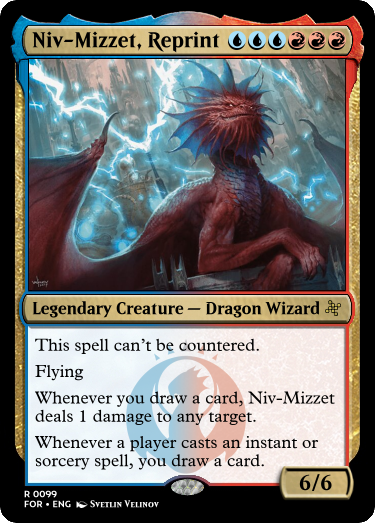 Niv-Mizzet, Reprint
Legendary Creature — Dragon Wizard
This spell can't be countered.
Flying
Whenever you draw a card, Niv-Mizzet
deals 1 damage to any target.
Whenever a player casts an instant or
sorcery spell, you draw a card.
6/6
R 0099
FOR • ENG Svetlin Velinov